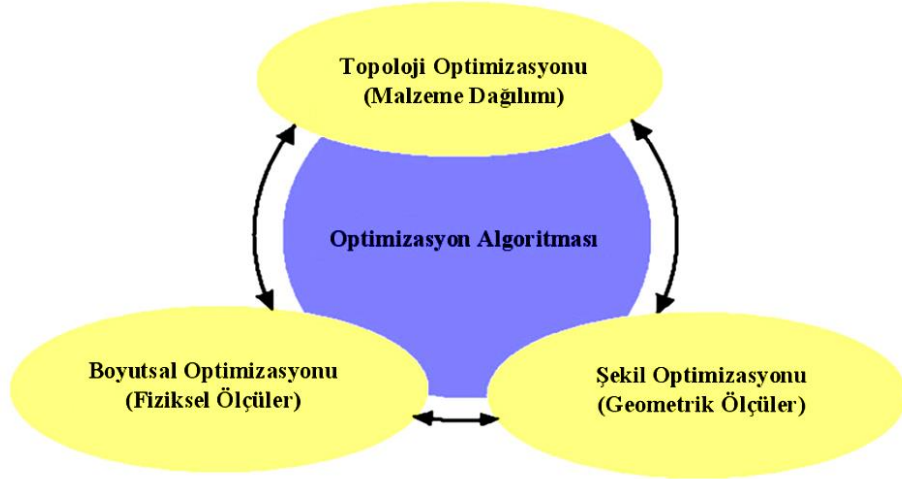 Topoloji Optimizasyonu
(Malzeme Dağılımı)
Optimizasyon Algoritması
Boyutsal Optimizasyonu
(Fiziksel Ölçüler)
Şekil Optimizasyonu
(Geometrik Ölçüler)